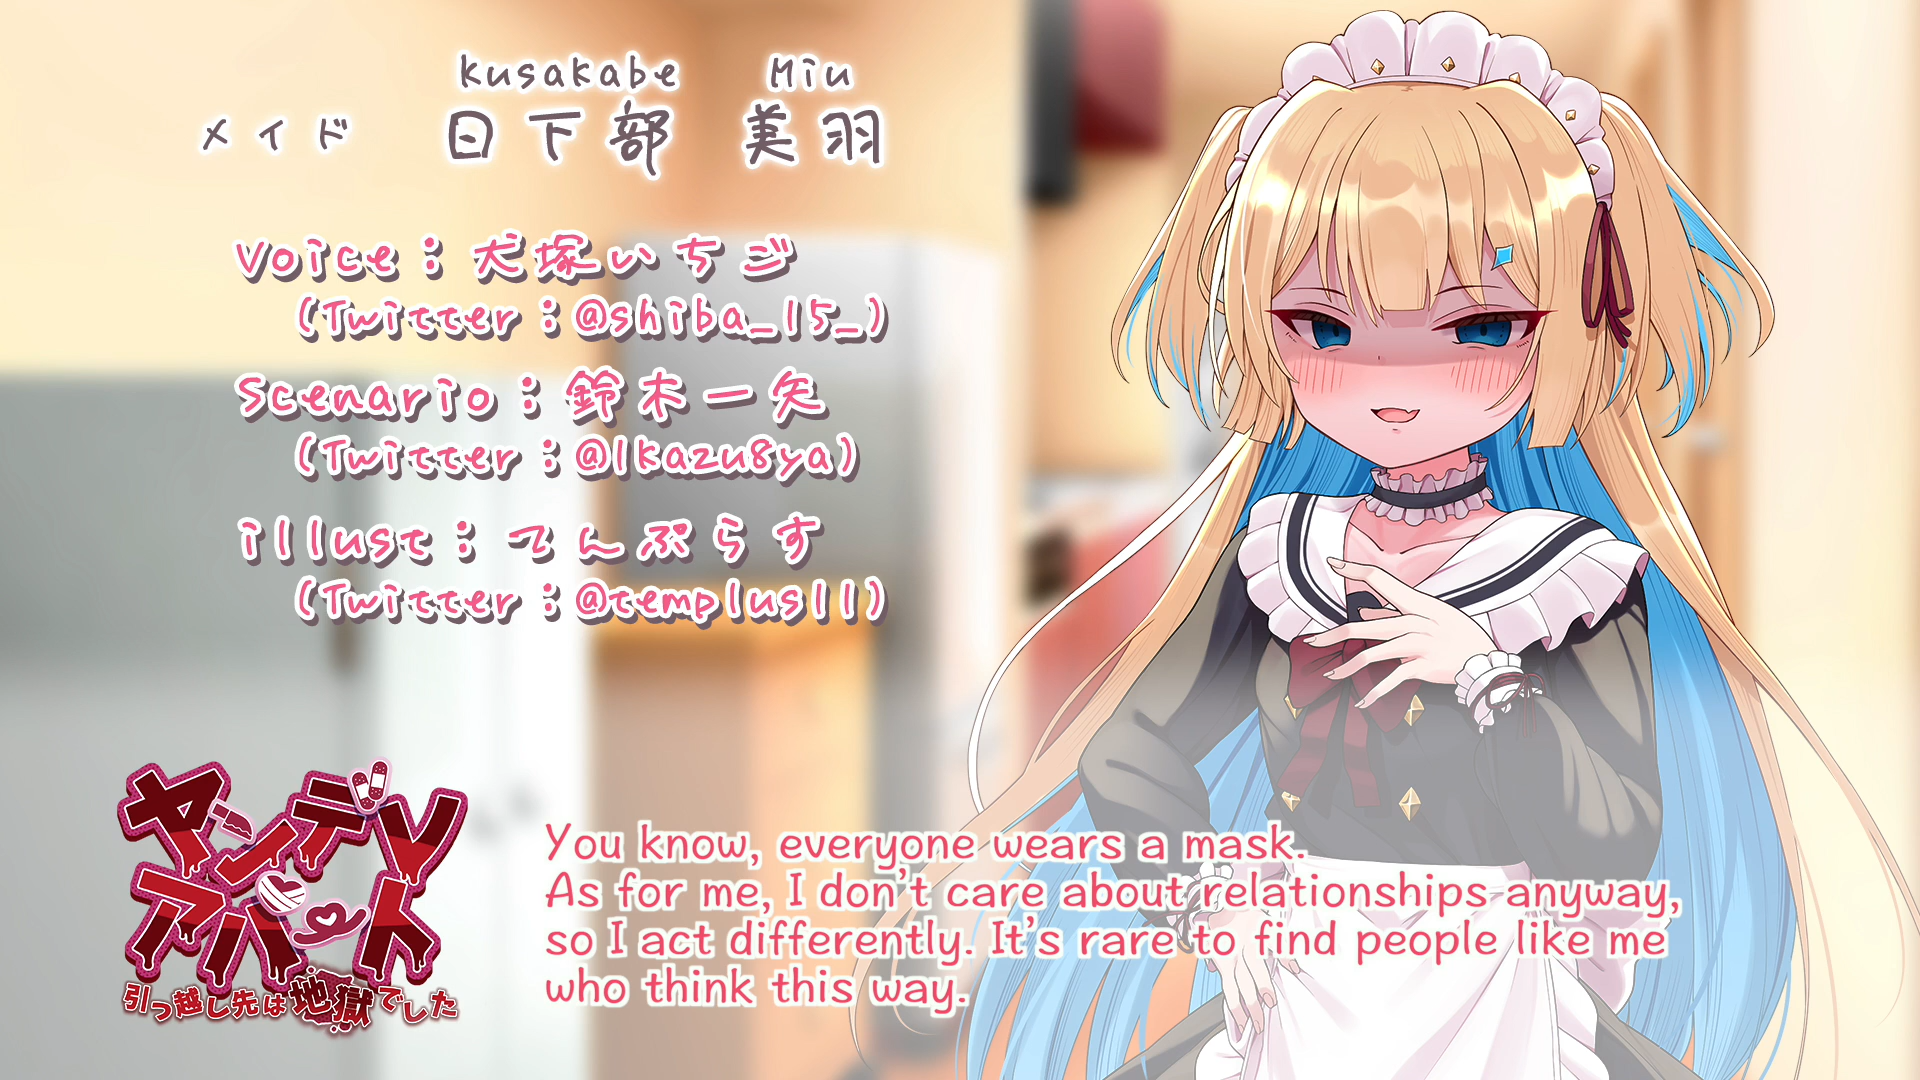 Kusakabe Miu
メイド 日下部 美羽
Voice：犬塚いちご
(Twitter：@shiba_15_)
Scenario：鈴木一矢
(Twitter：@1kazu8ya)
illust：てんぷらす
(Twitter：@templus11)
ヤンデレ
アパート
引っ越し先は地獄でした
You know, everyone wears a mask.
As for me, I don't care about relationships anyway,
so I act differently. It's rare to find people like me
who think this way.